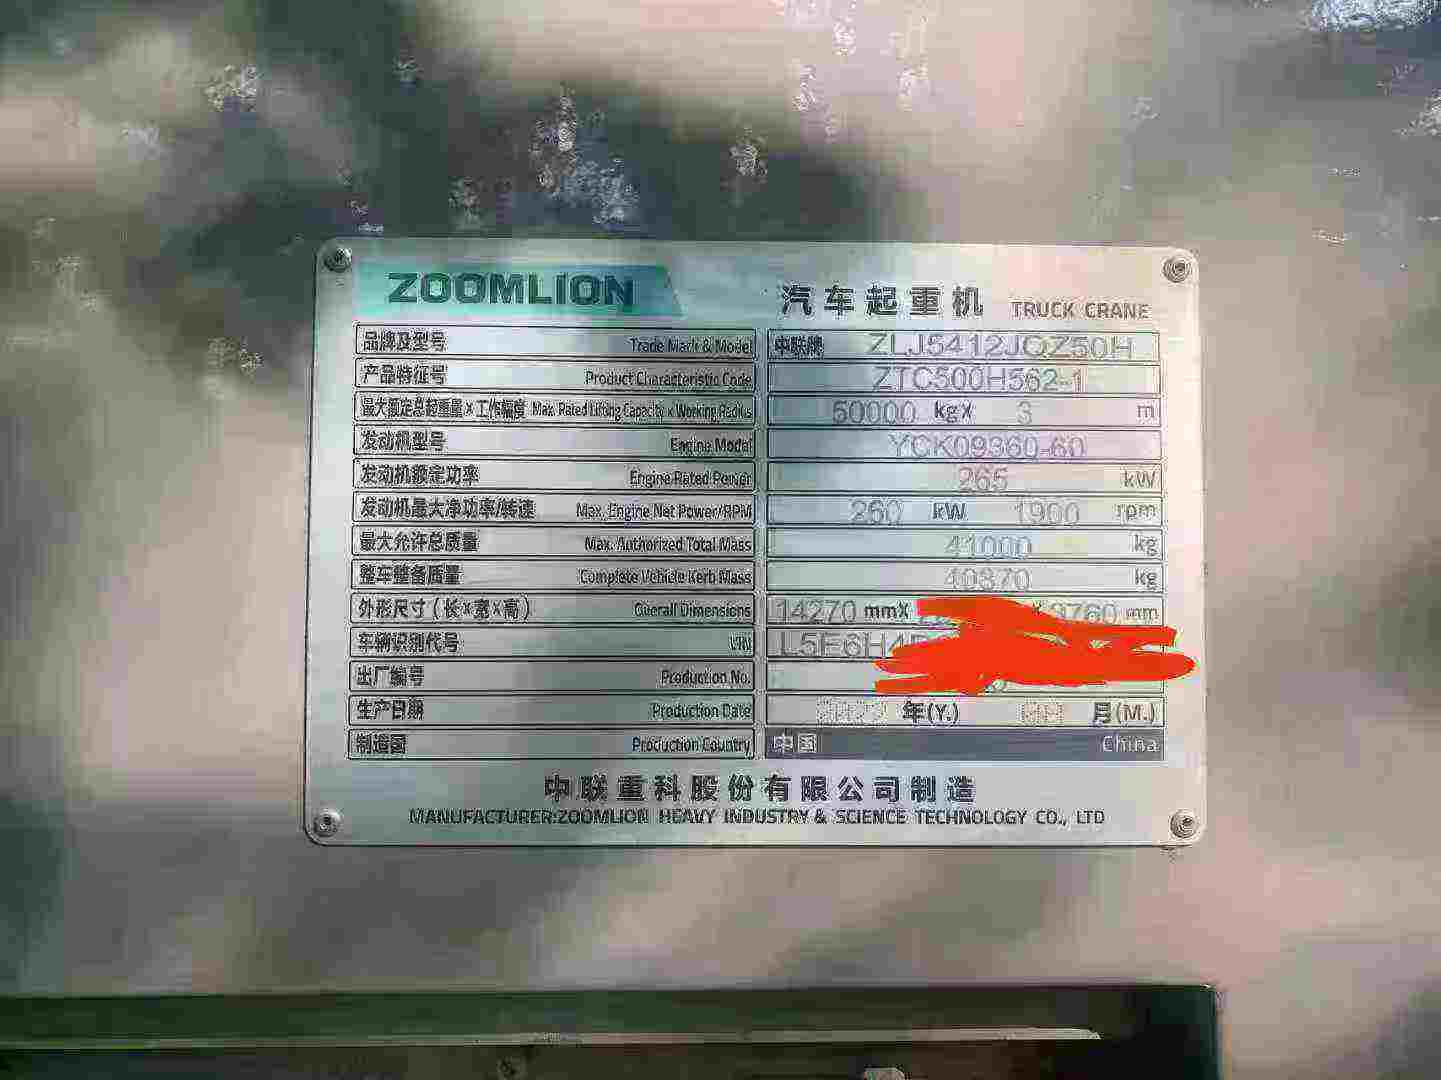 ZOOMLION 汽车起重机 TRUCK CRANE
品牌及型号 Trade Mark & Model 中联牌 ZLJ5412JQZ50H
产品特征号 Product Characteristic Code ZTC500H562-1
最大额定总起重量×工作幅度 Max. Rated Lifting Capacity x Working Radius 50000 kgX 3 m
发动机型号 Engine Model YCK09360-60
发动机额定功率 Engine Rated Power 265 kW
发动机最大净功率/转速 Max. Engine Net Power/RPM 260 kW 1900 rpm
最大允许总质量 Max. Authorized Total Mass 41000 kg
整车整备质量 Complete Vehicle Kerb Mass 40870 kg
外形尺寸(长×宽×高) Overall Dimensions 14270 mmX X 3760 mm
车辆识别代号 VIN
出厂编号 Production No.
生产日期 Production Date 年(Y.) 月(M.)
制造国 Production Country 中国 China
中联重科股份有限公司制造
MANUFACTURER:ZOOMLION HEAVY INDUSTRY & SCIENCE TECHNOLOGY CO., LTD